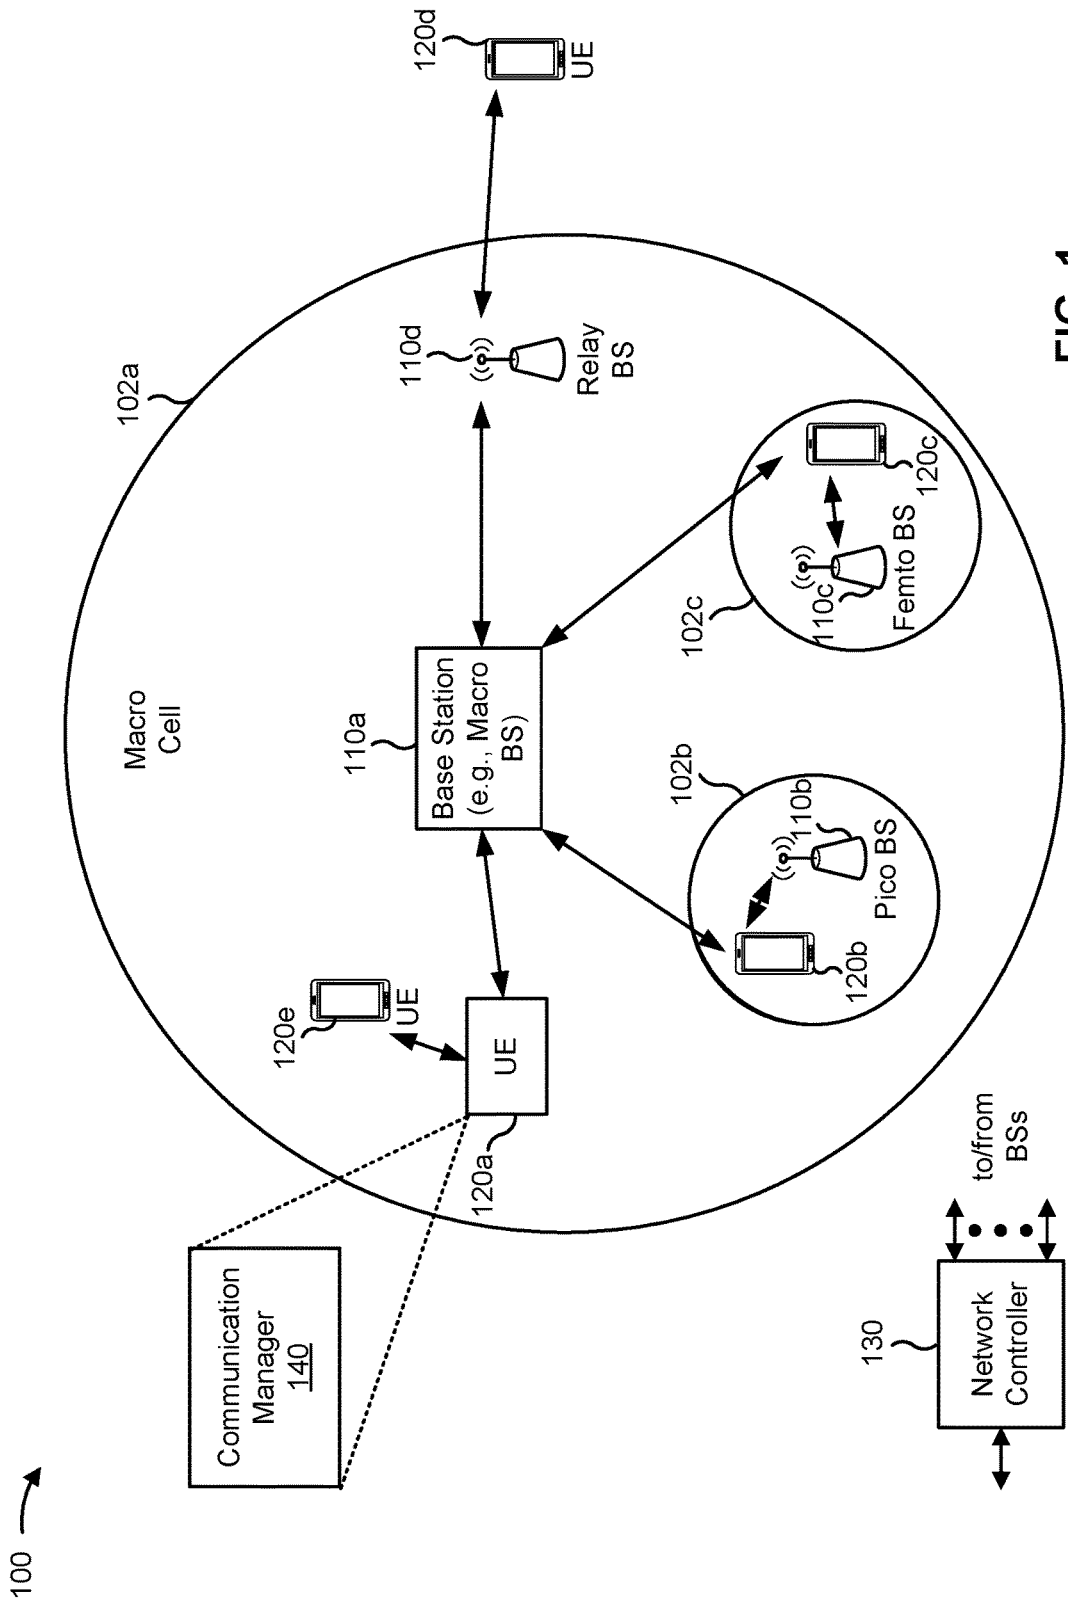 100
Communication
Manager
140
Macro
Cell
102a
120e
UE
120a
UE
110a
Base Station
(e.g., Macro
BS)
110d
Relay
BS
120d
UE
102b
120b
110b
Pico BS
102c
110c
Femto BS
120c
130
Network
Controller
to/from
BSs
FIG. 1